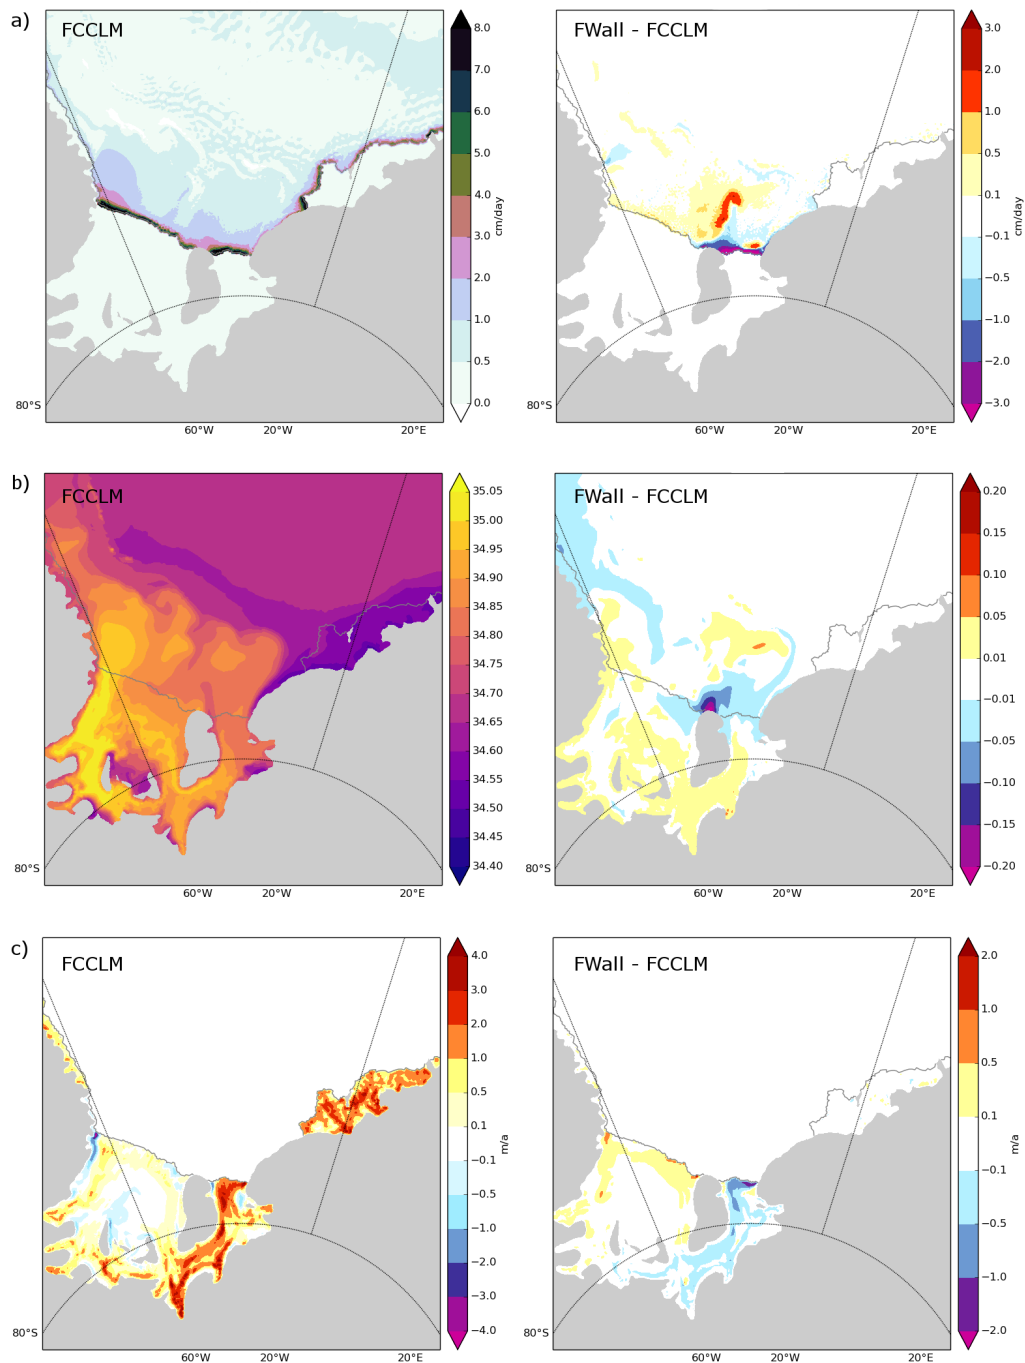 a)
FCCLM
8.0
7.0
6.0
5.0
4.0
3.0
2.0
1.0
0.5
0.0
cm/day
80°S
60°W
20°W
20°E
FWall - FCCLM
3.0
2.0
1.0
0.5
0.1
−0.1
−0.5
−1.0
−2.0
−3.0
cm/day
60°W
20°W
20°E
b)
FCCLM
35.05
35.00
34.95
34.90
34.85
34.80
34.75
34.70
34.65
34.60
34.55
34.50
34.45
34.40
80°S
60°W
20°W
20°E
FWall - FCCLM
0.20
0.15
0.10
0.05
0.01
−0.01
−0.05
−0.10
−0.15
−0.20
60°W
20°W
20°E
c)
FCCLM
4.0
3.0
2.0
1.0
0.5
0.1
−0.1
−0.5
−1.0
−2.0
−3.0
−4.0
m/a
80°S
60°W
20°W
20°E
FWall - FCCLM
2.0
1.0
0.5
0.1
−0.1
−0.5
−1.0
−2.0
m/a
60°W
20°W
20°E